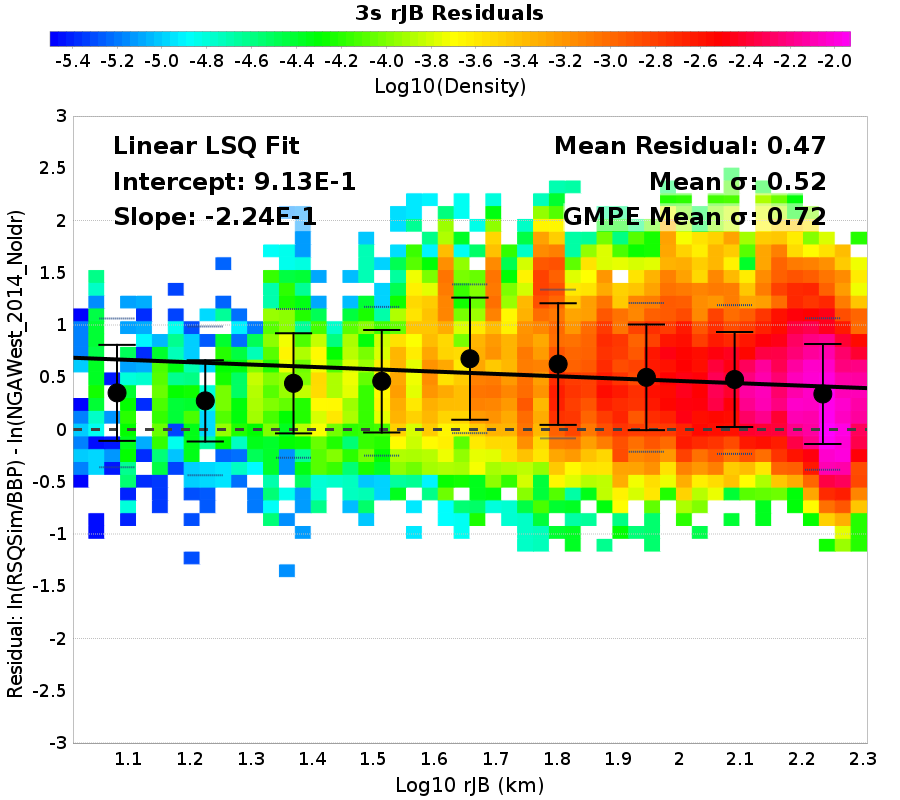 3s rJB Residuals
-5.4 -5.2 -5.0 -4.8 -4.6 -4.4 -4.2 -4.0 -3.8 -3.6 -3.4 -3.2 -3.0 -2.8 -2.6 -2.4 -2.2 -2.0
Log10(Density)
Linear LSQ Fit
Intercept: 9.13E-1
Slope: -2.24E-1
Mean Residual: 0.47
Mean σ: 0.52
GMPE Mean σ: 0.72
Residual: ln(RSQSim/BBP) - ln(NGAWest_2014_NoIdr)
3
2.5
2
1.5
1
0.5
0
-0.5
-1
-1.5
-2
-2.5
-3
1.1 1.2 1.3 1.4 1.5 1.6 1.7 1.8 1.9 2 2.1 2.2 2.3
Log10 rJB (km)